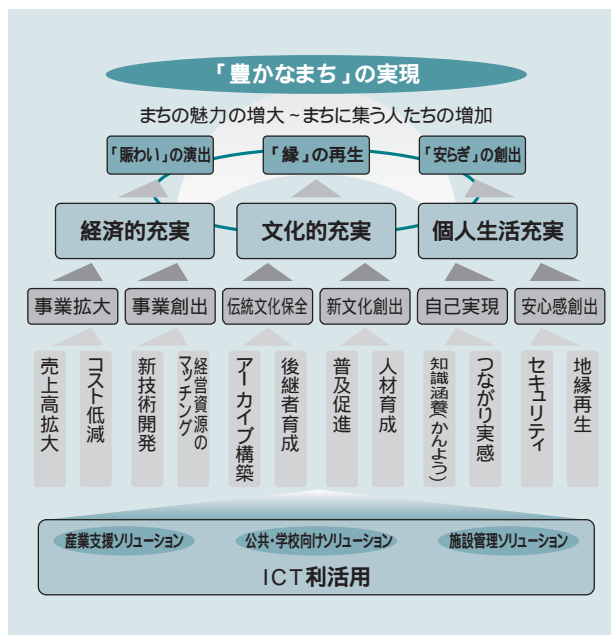 「豊かなまち」の実現
まちの魅力の増大~まちに集う人たちの増加
「賑わい」の演出
「縁」の再生
「安らぎ」の創出
経済的充実
文化的充実
個人生活充実
事業拡大
事業創出
伝統文化保全
新文化創出
自己実現
安心感創出
売上高拡大
コスト低減
新技術開発
経営資源の
マッチング
アーカイブ構築
後継者育成
普及促進
人材育成
知識涵養(かんよう)
つながり実感
セキュリティ
地縁再生
産業支援ソリューション
公共・学校向けソリューション
施設管理ソリューション
ICT利活用